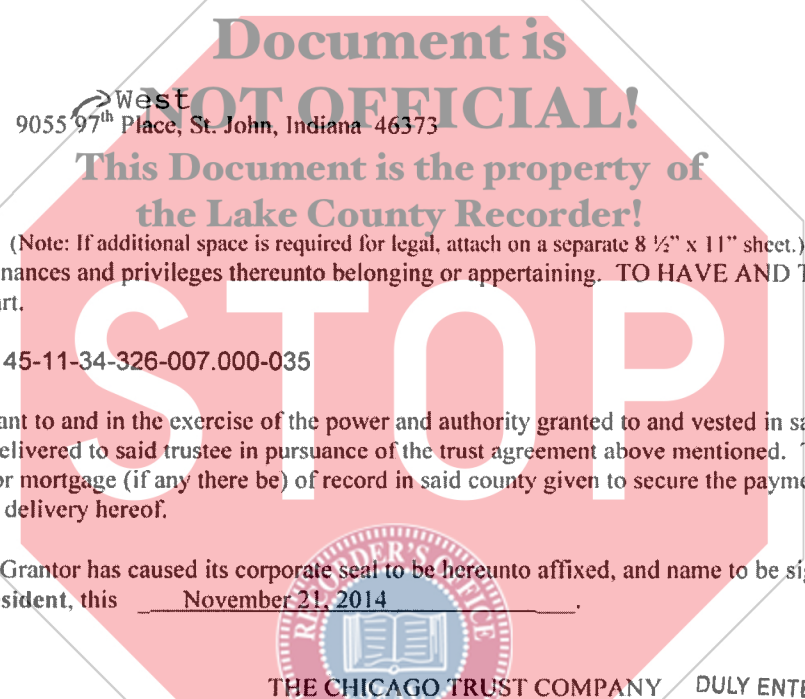 Document is
West
NOT OFFICIAL!
9055 97th Place, St. John, Indiana 46373
This Document is the property of
the Lake County Recorder!
(Note: If additional space is required for legal, attach on a separate 8 ½" x 11" sheet.)
nances and privileges thereunto belonging or appertaining. TO HAVE AND T
rt.
STOP
45-11-34-326-007.000-035
ant to and in the exercise of the power and authority granted to and vested in sa
elivered to said trustee in pursuance of the trust agreement above mentioned.
or mortgage (if any there be) of record in said county given to secure the payme
delivery hereof.
Grantor has caused its corporate seal to be hereunto affixed, and name to be si
sident, this November 21, 2014.
RECORDER'S OFFICE
THE CHICAGO TRUST COMPANY DULY ENTE